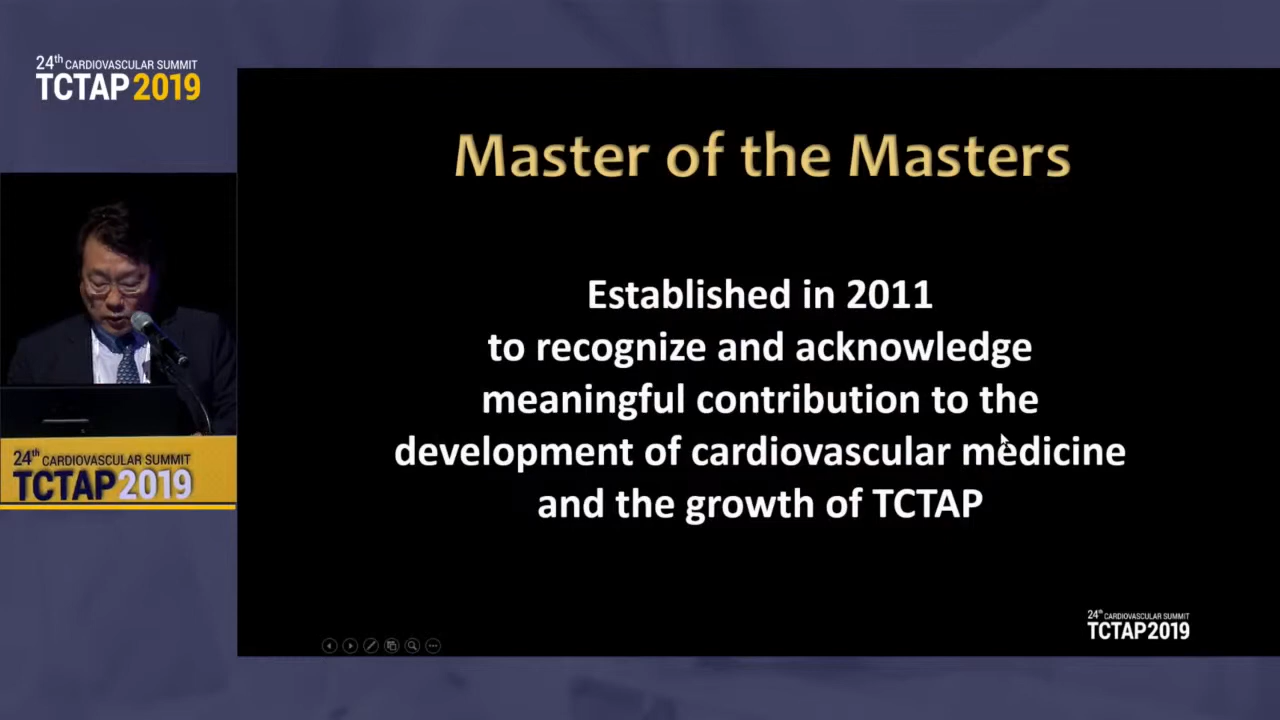 24th CARDIOVASCULAR SUMMIT
TCTAP 2019
Master of the Masters
Established in 2011
to recognize and acknowledge
meaningful contribution to the
development of cardiovascular medicine
and the growth of TCTAP
24th CARDIOVASCULAR SUMMIT
TCTAP 2019
24th CARDIOVASCULAR SUMMIT
TCTAP2019